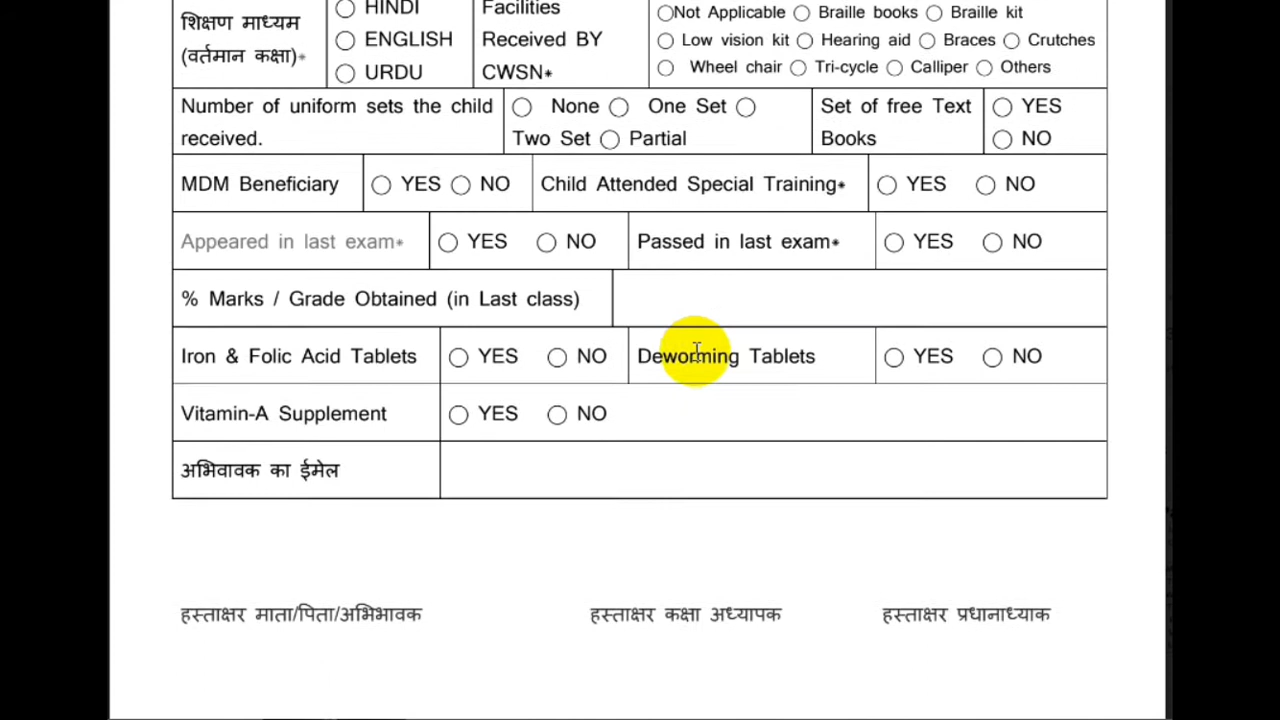 शिक्षण माध्यम
(वर्तमान कक्षा)*
HINDI
ENGLISH
URDU
Facilities
Received BY
CWSN*
Not Applicable Braille books Braille kit
Low vision kit Hearing aid Braces Crutches
Wheel chair Tri-cycle Calliper Others
Number of uniform sets the child
received.
None One Set
Two Set Partial
Set of free Text
Books
YES
NO
MDM Beneficiary YES NO Child Attended Special Training* YES NO
Appeared in last exam* YES NO Passed in last exam* YES NO
% Marks / Grade Obtained (in Last class)
Iron & Folic Acid Tablets YES NO Deworming Tablets YES NO
Vitamin-A Supplement YES NO
अभिवावक का ईमेल
हस्ताक्षर माता/पिता/अभिभावक हस्ताक्षर कक्षा अध्यापक हस्ताक्षर प्रधानाध्याक